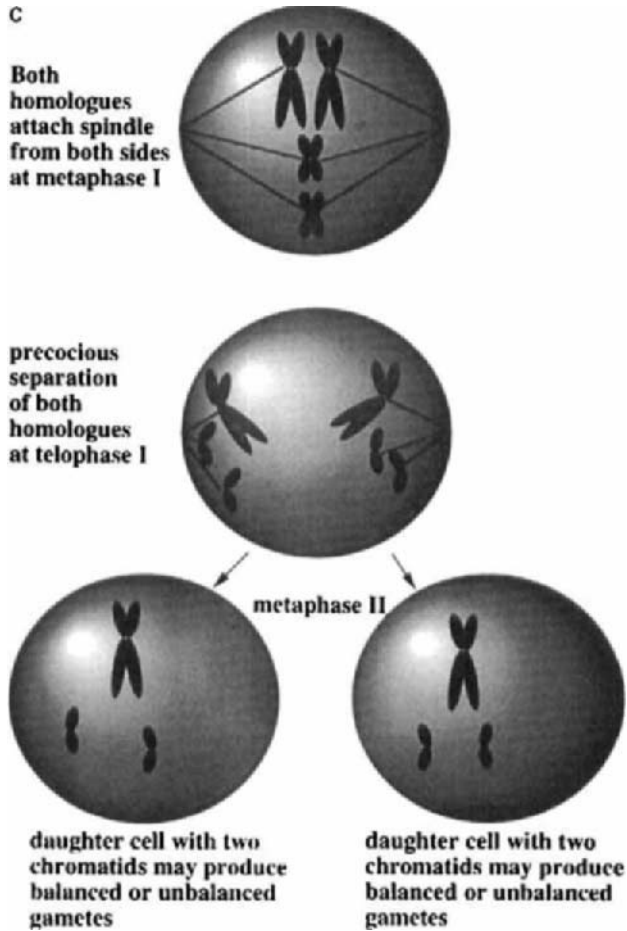 C
Both
homologues
attach spindle
from both sides
at metaphase I
precocious
separation
of both
homologues
at telophase I
metaphase II
daughter cell with two
chromatids may produce
balanced or unbalanced
gametes
daughter cell with two
chromatids may produce
balanced or unbalanced
gametes